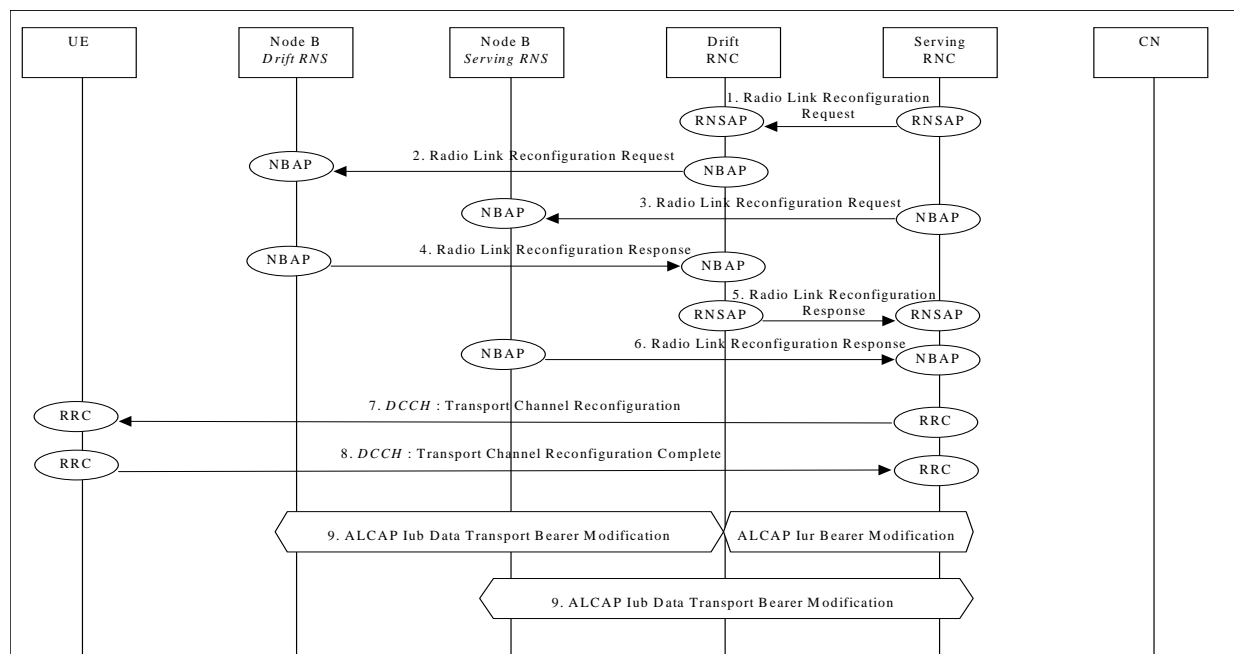 UE
Node B
Drift RNS
Node B
Serving RNS
Drift
RNC
Serving
RNC
CN
1. Radio Link Reconfiguration
Request
RNSAP
RNSAP
2. Radio Link Reconfiguration Request
NBAP
NBAP
3. Radio Link Reconfiguration Request
NBAP
NBAP
4. Radio Link Reconfiguration Response
NBAP
NBAP
5. Radio Link Reconfiguration
Response
RNSAP
RNSAP
6. Radio Link Reconfiguration Response
NBAP
NBAP
7. DCCH : Transport Channel Reconfiguration
RRC
RRC
8. DCCH : Transport Channel Reconfiguration Complete
RRC
RRC
9. ALCAP Iub Data Transport Bearer Modification
ALCAP Iur Bearer Modification
9. ALCAP Iub Data Transport Bearer Modification